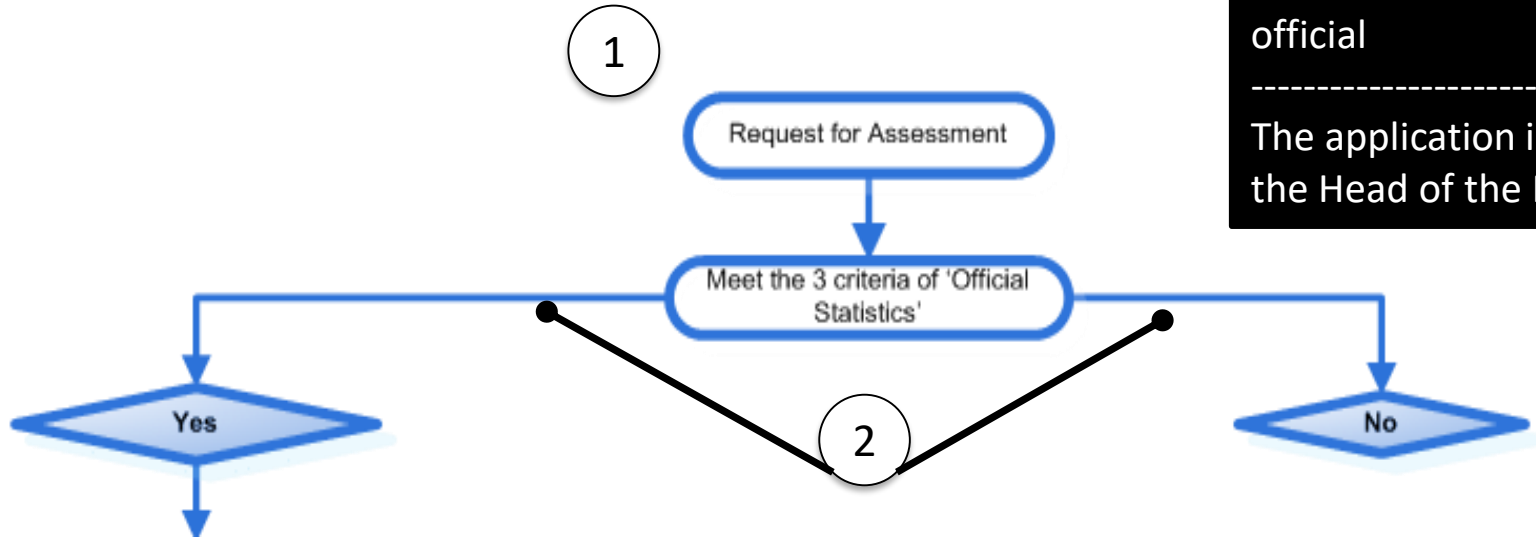 1
official
----------------------
The application i
the Head of the
Request for Assessment
Meet the 3 criteria of ‘Official
Statistics’
Yes
2
No